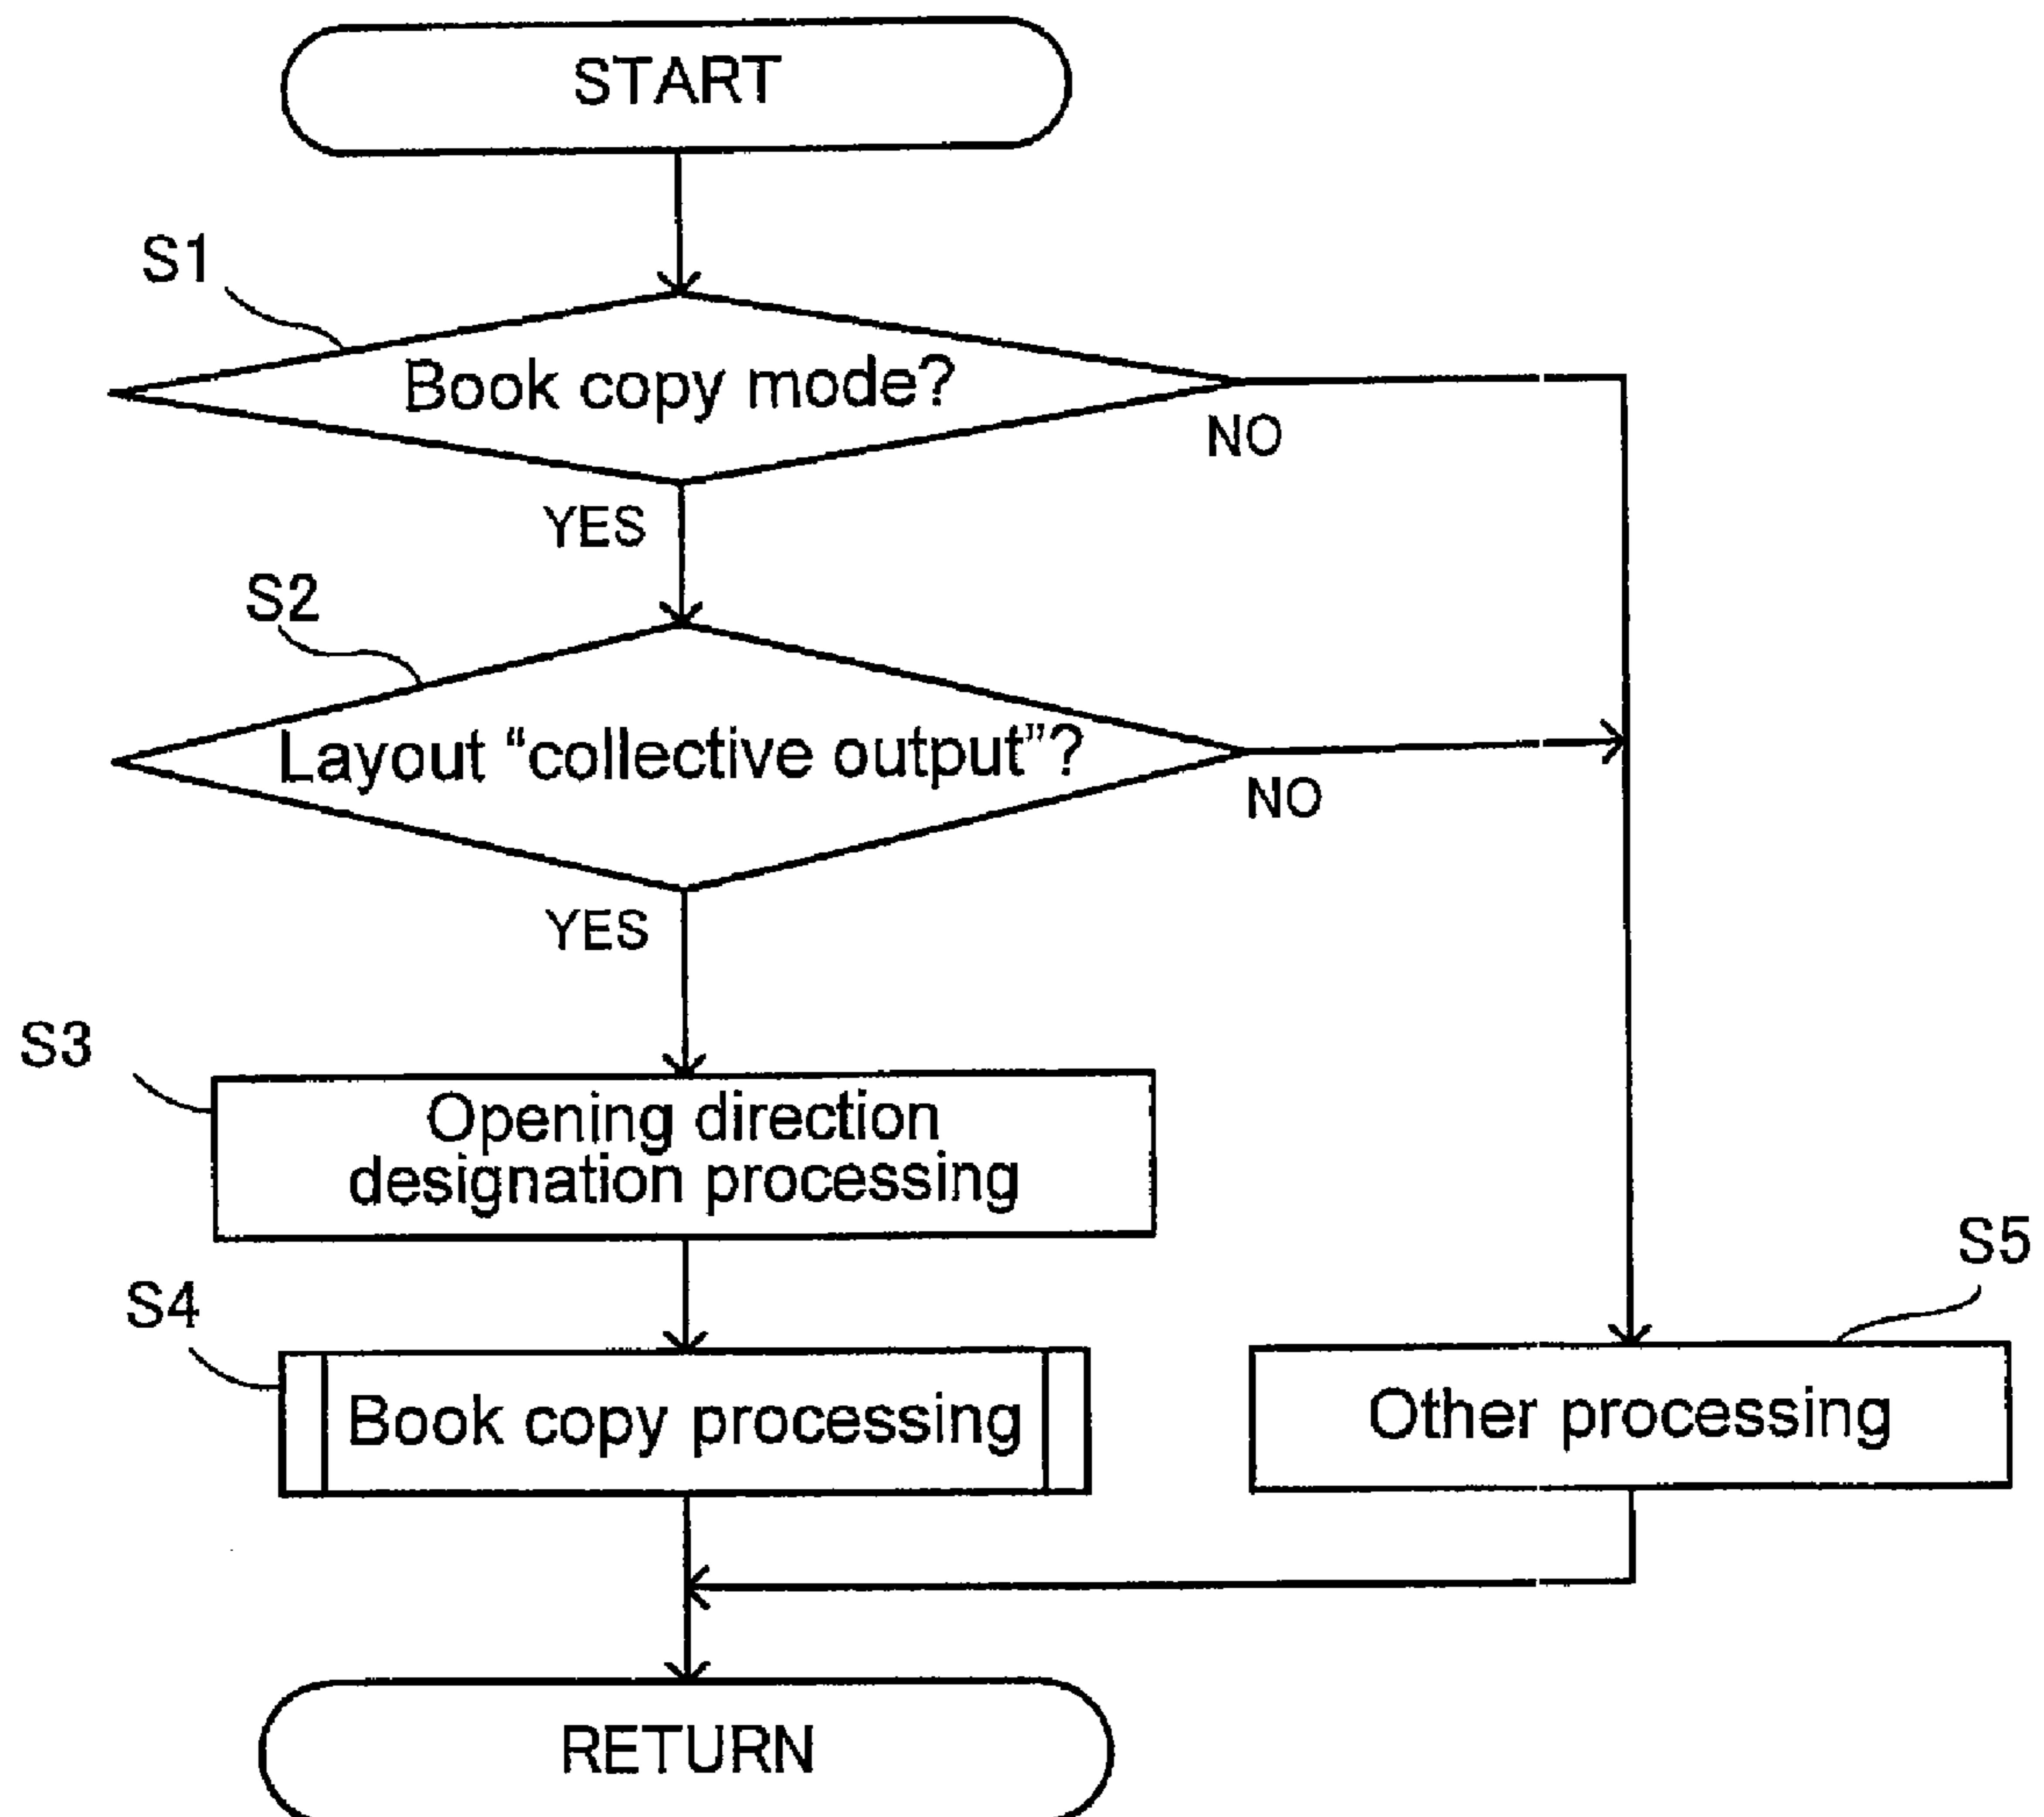 START
S1
Book copy mode?
NO
YES
S2
Layout “collective output”?
NO
YES
S3
Opening direction
designation processing
S5
S4
Book copy processing
Other processing
RETURN